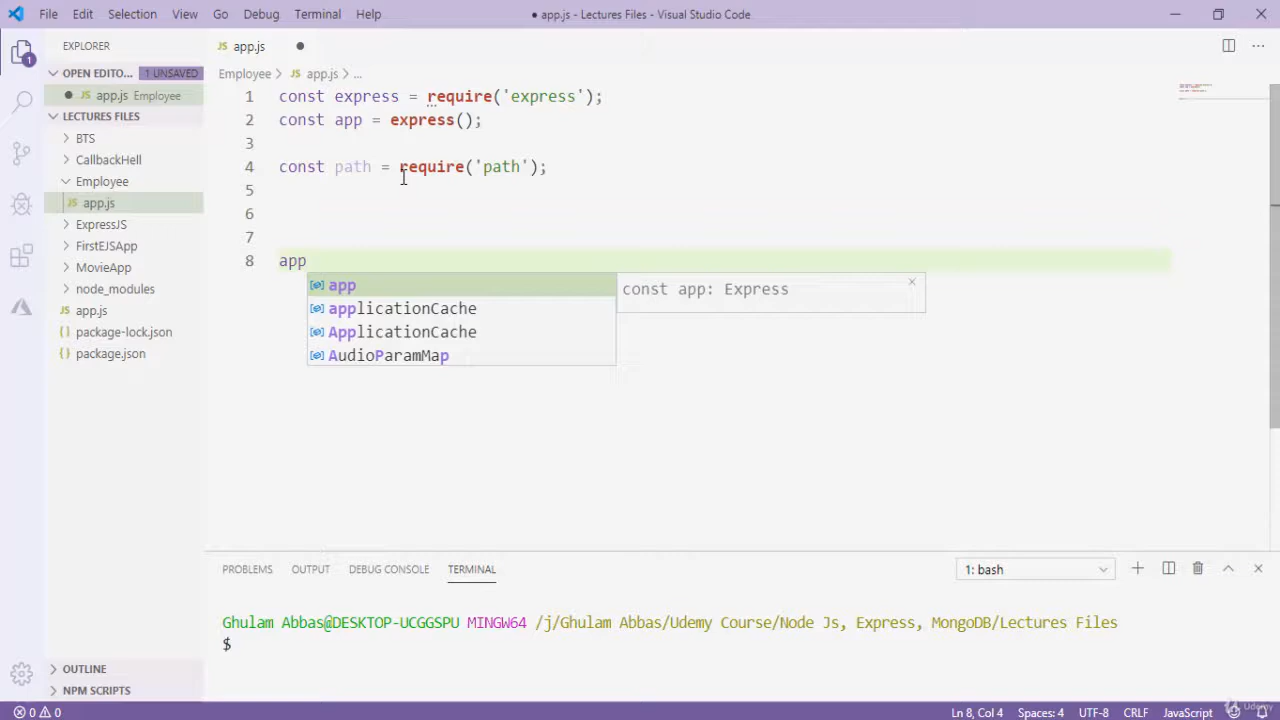 File Edit Selection View Go Debug Terminal Help
● app.js - Lectures Files - Visual Studio Code
EXPLORER
OPEN EDITO... 1 UNSAVED
app.js Employee
LECTURES FILES
BTS
CallbackHell
Employee
app.js
ExpressJS
FirstEJSApp
MovieApp
node_modules
JS app.js
package-lock.json
package.json
OUTLINE
NPM SCRIPTS
1
JS app.js
Employee > JS app.js > ...
1 const express = require('express');
2 const app = express();
3
4 const path = require('path');
5
6
7
8 app
app
applicationCache
ApplicationCache
AudioParamMap
const app: Express
PROBLEMS OUTPUT DEBUG CONSOLE TERMINAL
1: bash
Ghulam Abbas@DESKTOP-UCGGSPU MINGW64 /j/Ghulam Abbas/Udemy Course/Node Js, Express, MongoDB/Lectures Files
$
0 0 Ln 8, Col 4 Spaces: 4 UTF-8 CRLF JavaScript
Udemy